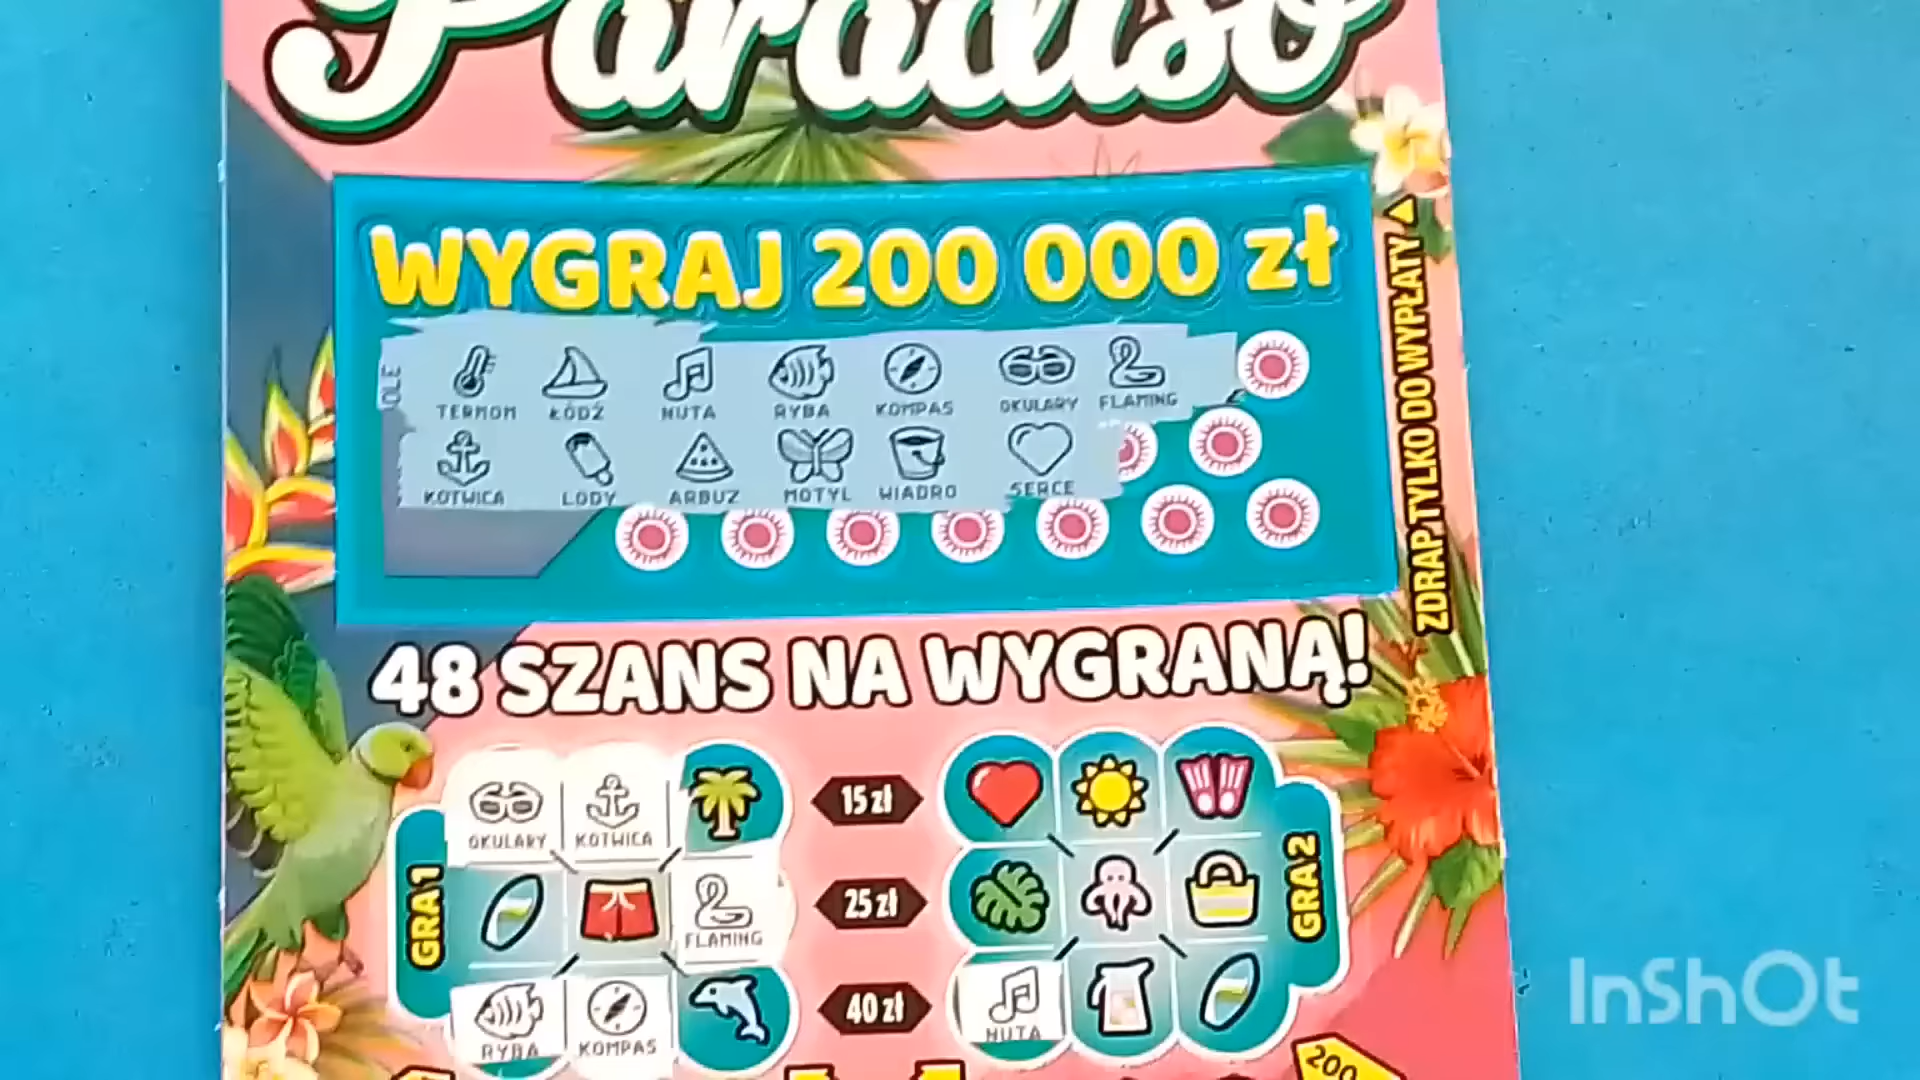 Paradiso
WYGRAJ 200 000 zł
TERMOM ŁÓDŹ NUTA RYBA KOMPAS OKULARY FLAMING
KOTWICA LODY ARBUZ MOTYL WIADRO SERCE
ZDRAP TYLKO DO WYPŁATY
48 SZANS NA WYGRANĄ!
GRA 1
OKULARY KOTWICA
FLAMING
RYBA KOMPAS
15 zł
25 zł
40 zł
GRA 2
NUTA
200
InShOt